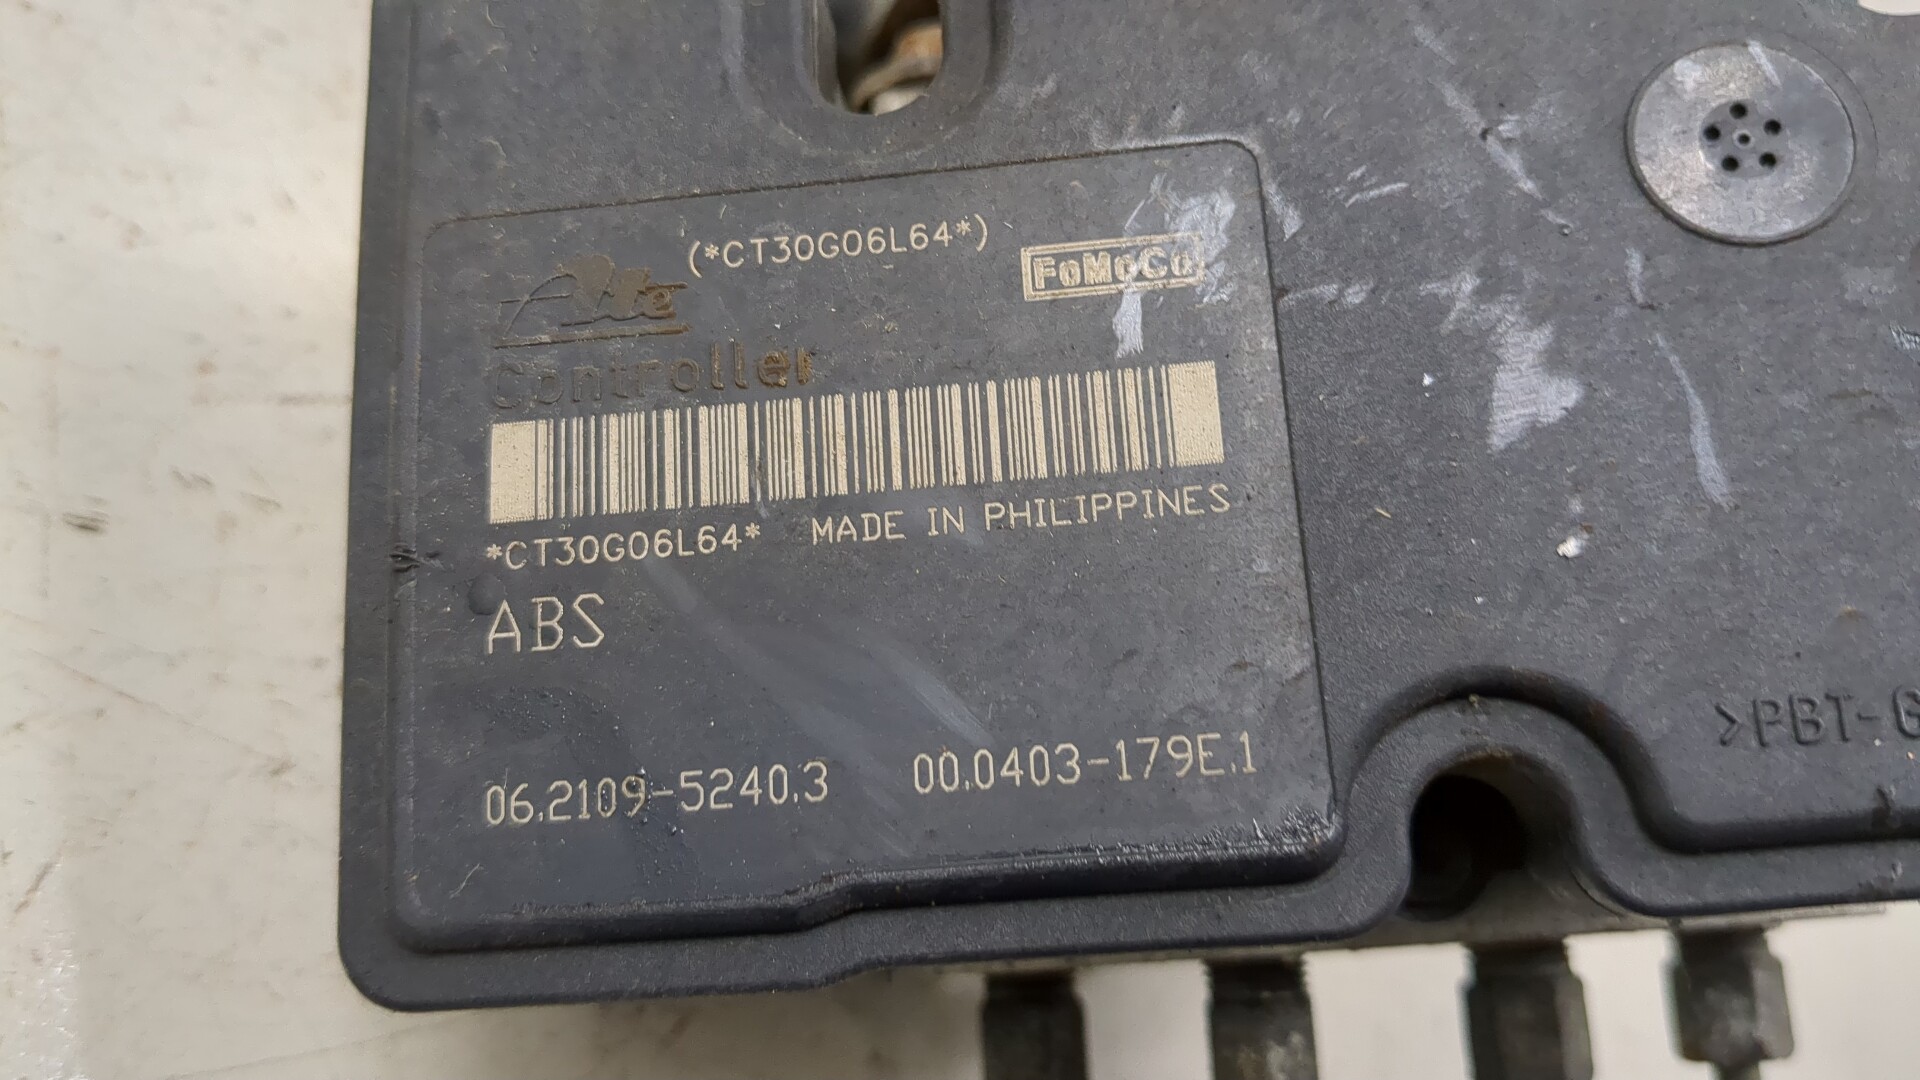 (*CT30G06L64*)
Ate
FoMoCo
Controller
*CT30G06L64* MADE IN PHILIPPINES
ABS
06.2109-5240.3 00.0403-179E.1
>PBT-G